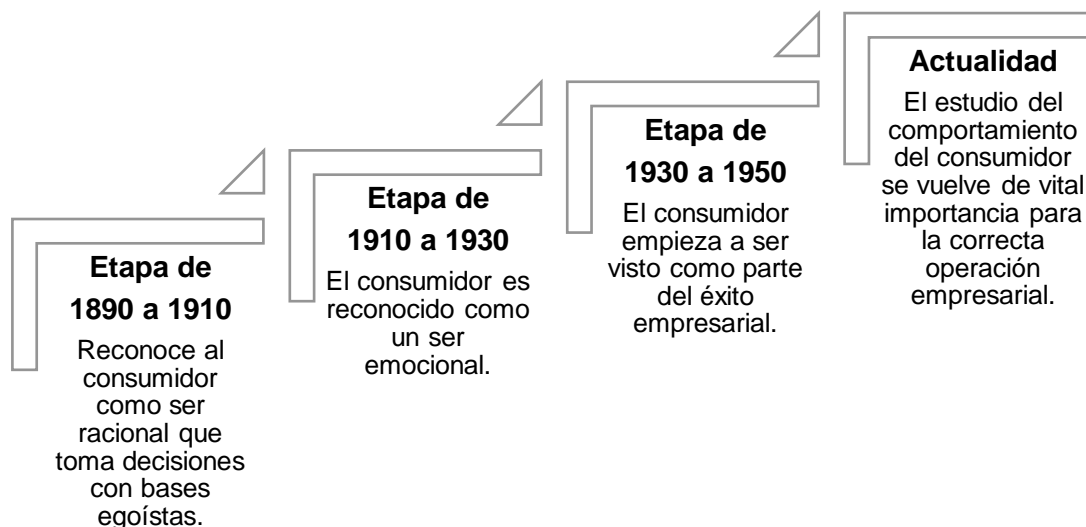 Etapa de
1890 a 1910
Reconoce al
consumidor
como ser
racional que
toma decisiones
con bases
egoístas.
Etapa de
1910 a 1930
El consumidor es
reconocido como
un ser
emocional.
Etapa de
1930 a 1950
El consumidor
empieza a ser
visto como parte
del éxito
empresarial.
Actualidad
El estudio del
comportamiento
del consumidor
se vuelve de vital
importancia para
la correcta
operación
empresarial.